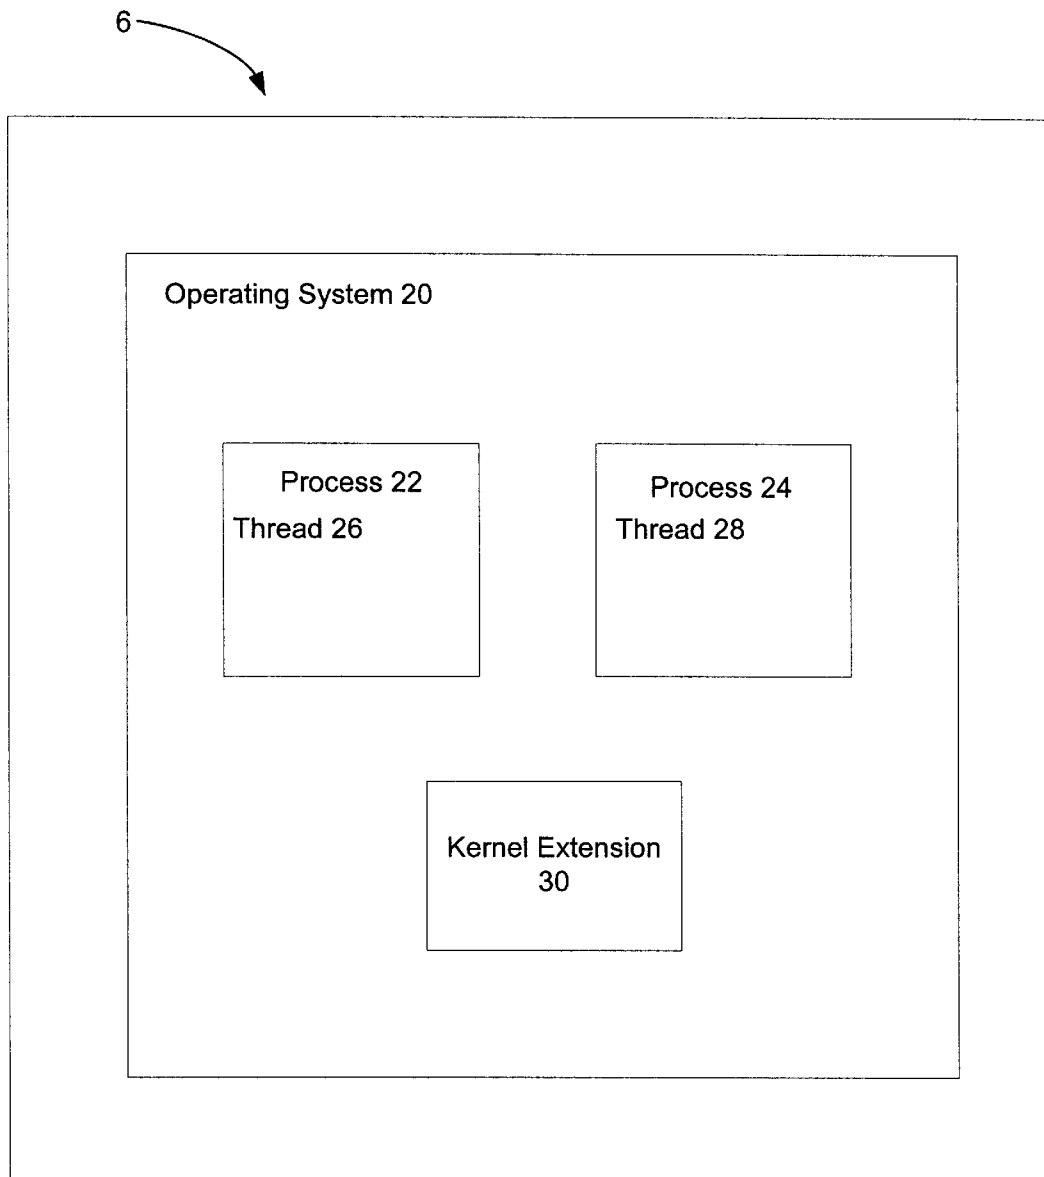 6
Operating System 20
Process 22
Thread 26
Process 24
Thread 28
Kernel Extension
30